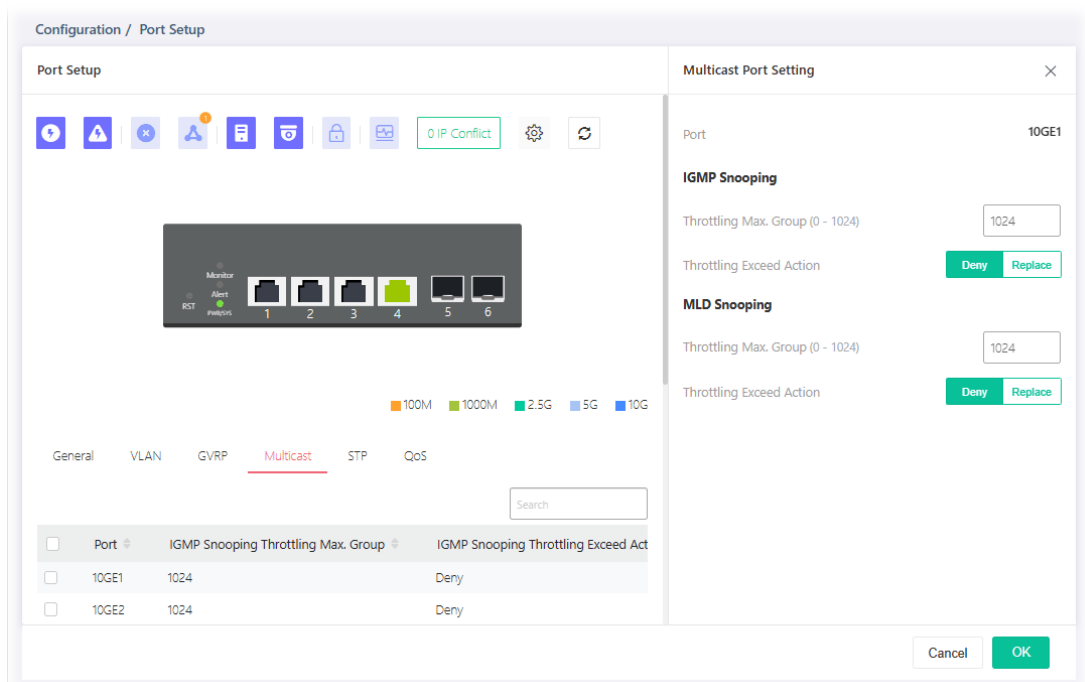 Configuration / Port Setup
Port Setup
1
0 IP Conflict
Monitor
Alert
RST
PWR/SYS
1 2 3 4 5 6
100M 1000M 2.5G 5G 10G
General VLAN GVRP Multicast STP QoS
Search
Port IGMP Snooping Throttling Max. Group IGMP Snooping Throttling Exceed Act
10GE1 1024 Deny
10GE2 1024 Deny
Multicast Port Setting
Port 10GE1
IGMP Snooping
Throttling Max. Group (0 - 1024) 1024
Throttling Exceed Action Deny Replace
MLD Snooping
Throttling Max. Group (0 - 1024) 1024
Throttling Exceed Action Deny Replace
Cancel OK